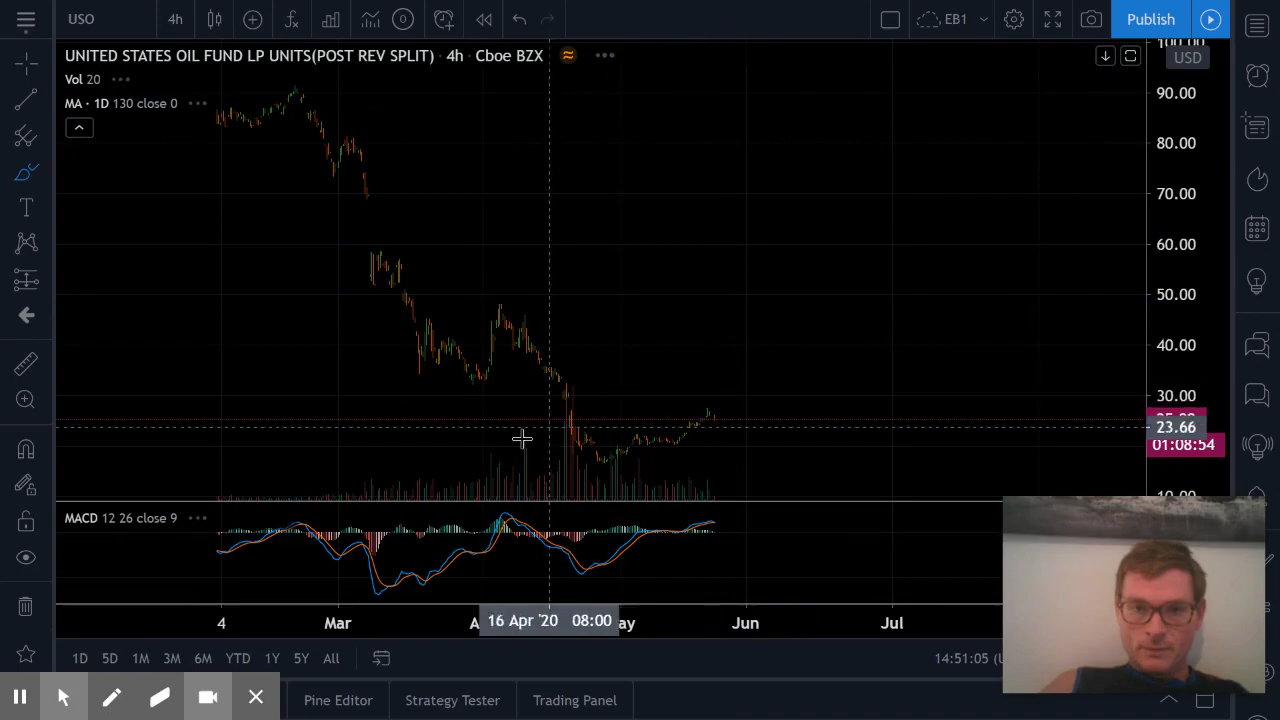 USO 4h 0 EB1 Publish
UNITED STATES OIL FUND LP UNITS(POST REV SPLIT) · 4h · Cboe BZX
Vol 20
MA · 1D 130 close 0
USD
90.00
80.00
70.00
60.00
50.00
40.00
30.00
23.66
01:08:54
MACD 12 26 close 9
4 Mar 16 Apr '20 08:00 Jun Jul
1D 5D 1M 3M 6M YTD 1Y 5Y All 14:51:05
Pine Editor Strategy Tester Trading Panel